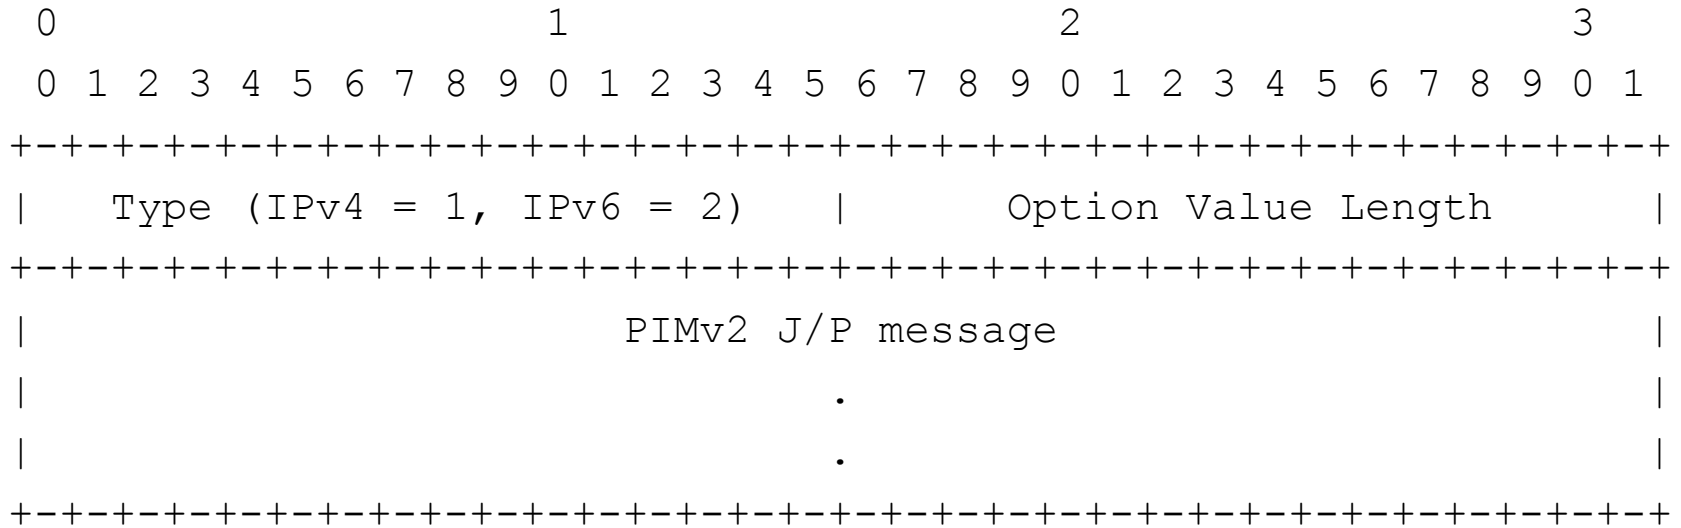 0                   1                   2                   3
 0 1 2 3 4 5 6 7 8 9 0 1 2 3 4 5 6 7 8 9 0 1 2 3 4 5 6 7 8 9 0 1
+-+-+-+-+-+-+-+-+-+-+-+-+-+-+-+-+-+-+-+-+-+-+-+-+-+-+-+-+-+-+-+-+
|   Type (IPv4 = 1, IPv6 = 2)   |      Option Value Length      |
+-+-+-+-+-+-+-+-+-+-+-+-+-+-+-+-+-+-+-+-+-+-+-+-+-+-+-+-+-+-+-+-+
|                       PIMv2 J/P message                       |
|                               .                               |
|                               .                               |
+-+-+-+-+-+-+-+-+-+-+-+-+-+-+-+-+-+-+-+-+-+-+-+-+-+-+-+-+-+-+-+-+